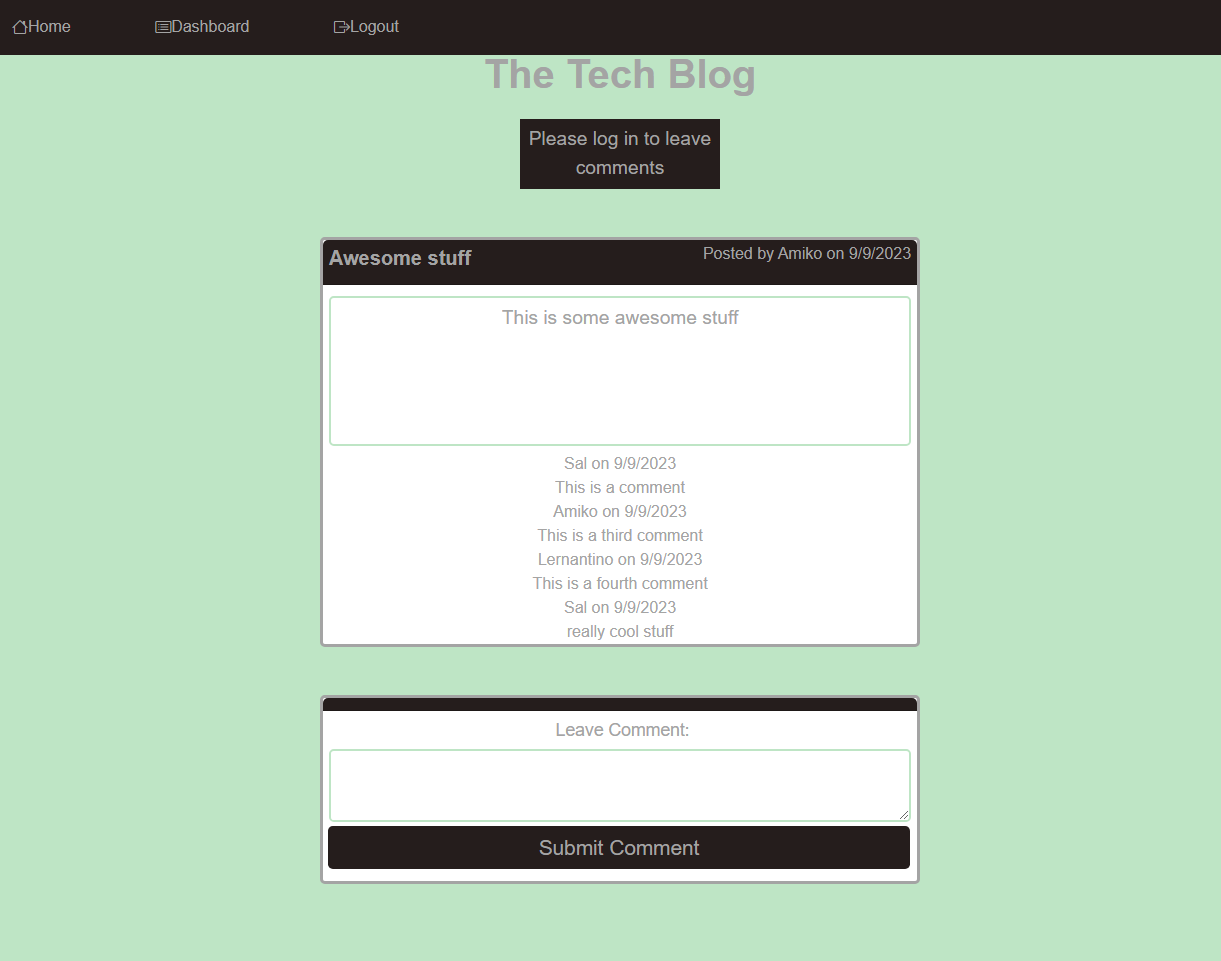 Home Dashboard Logout
The Tech Blog
Please log in to leave
comments
Awesome stuff Posted by Amiko on 9/9/2023
This is some awesome stuff
Sal on 9/9/2023
This is a comment
Amiko on 9/9/2023
This is a third comment
Lernantino on 9/9/2023
This is a fourth comment
Sal on 9/9/2023
really cool stuff
Leave Comment:
Submit Comment